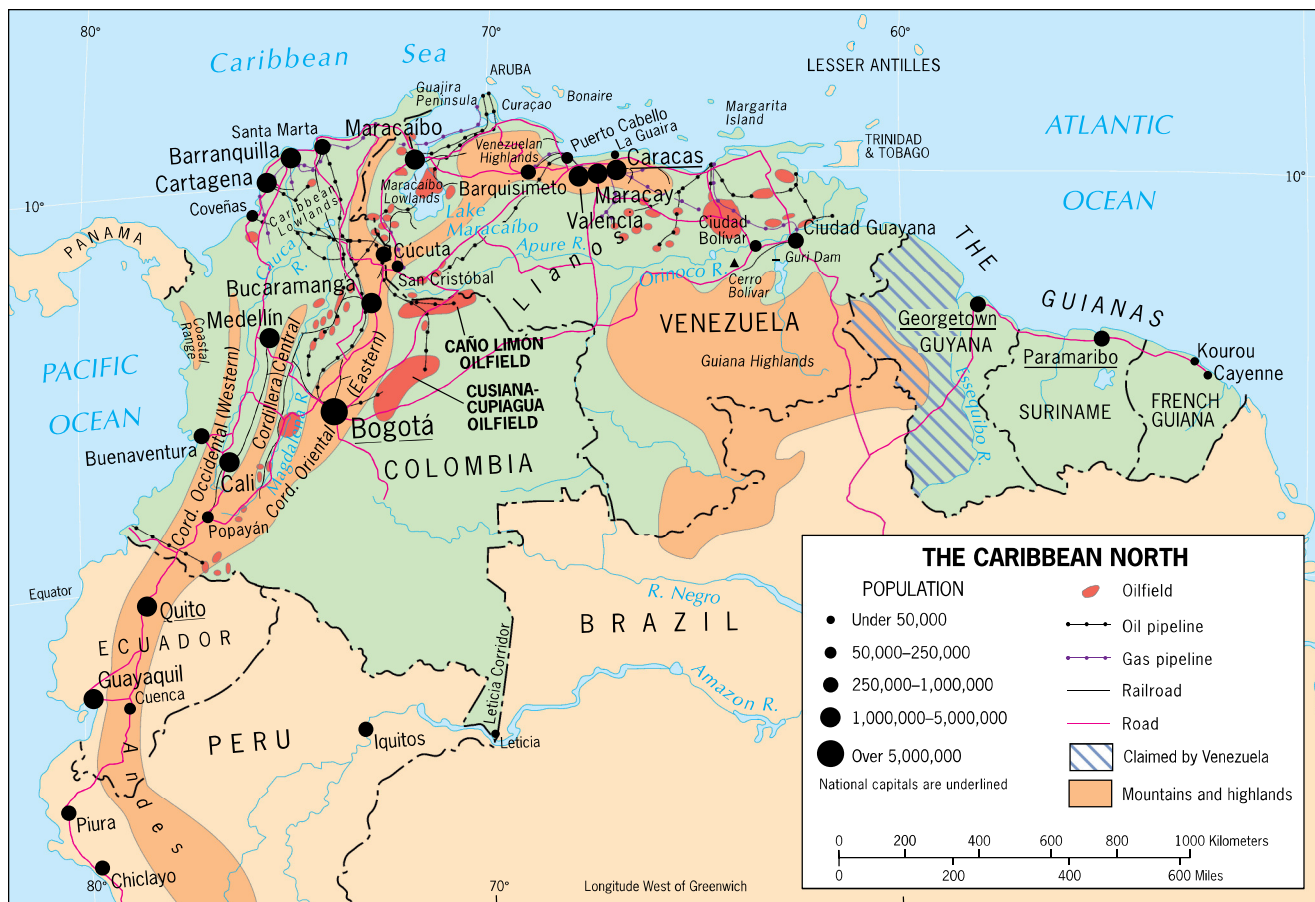 80°
70°
60°
Caribbean Sea
LESSER ANTILLES
ARUBA
Guajira
Peninsula
Curaçao
Bonaire
Margarita
Island
ATLANTIC
OCEAN
TRINIDAD
& TOBAGO
Santa Marta
Maracaíbo
Puerto Cabello
La Guaira
Barranquilla
Venezuelan
Highlands
Caracas
Cartagena
Maracaibo
Lowlands
Barquisimeto
Maracay
10°
10°
Coveñas
Caribbean
Lowlands
Lake
Maracaibo
Valencia
Ciudad
Bolívar
Ciudad Guayana
PANAMA
Cauca
R.
Cúcuta
Apure R.
Llanos
San Cristóbal
Orinoco R.
Guri Dam
Cerro
Bolívar
THE
GUIANAS
Bucaramanga
Medellín
Coastal
Range
VENEZUELA
Georgetown
GUYANA
CAÑO LIMÓN
OILFIELD
Guiana Highlands
Paramaribo
Kourou
Cayenne
PACIFIC
OCEAN
CUSIANA-
CUPIAGUA
OILFIELD
Essequibo R.
SURINAME
FRENCH
GUIANA
Cord. Occidental (Western)
Cordillera Central
Magdalena R.
Cord. Oriental
(Eastern)
Bogotá
Buenaventura
Cali
COLOMBIA
Popayán
Equator
Quito
ECUADOR
R. Negro
BRAZIL
Guayaquil
Cuenca
Leticia Corridor
Amazon R.
PERU
Iquitos
Leticia
Andes
Piura
Chiclayo
80°
70°
Longitude West of Greenwich
THE CARIBBEAN NORTH
POPULATION
Under 50,000
50,000–250,000
250,000–1,000,000
1,000,000–5,000,000
Over 5,000,000
National capitals are underlined
Oilfield
Oil pipeline
Gas pipeline
Railroad
Road
Claimed by Venezuela
Mountains and highlands
0 200 400 600 800 1000 Kilometers
0 200 400 600 Miles